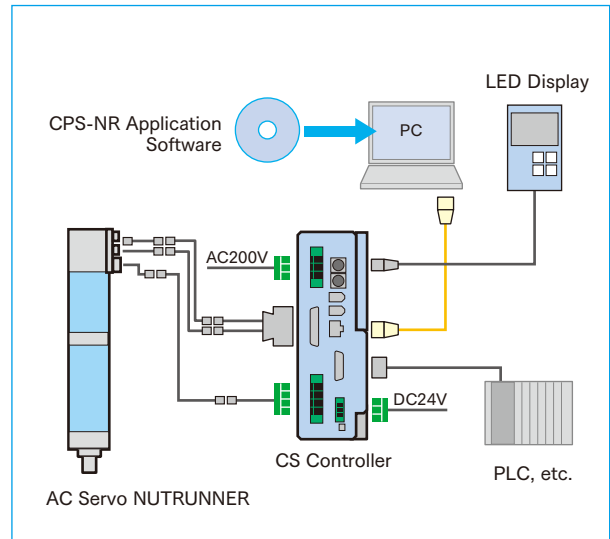 LED Display
CPS-NR Application
Software
PC
AC200V
DC24V
CS Controller
PLC, etc.
AC Servo NUTRUNNER